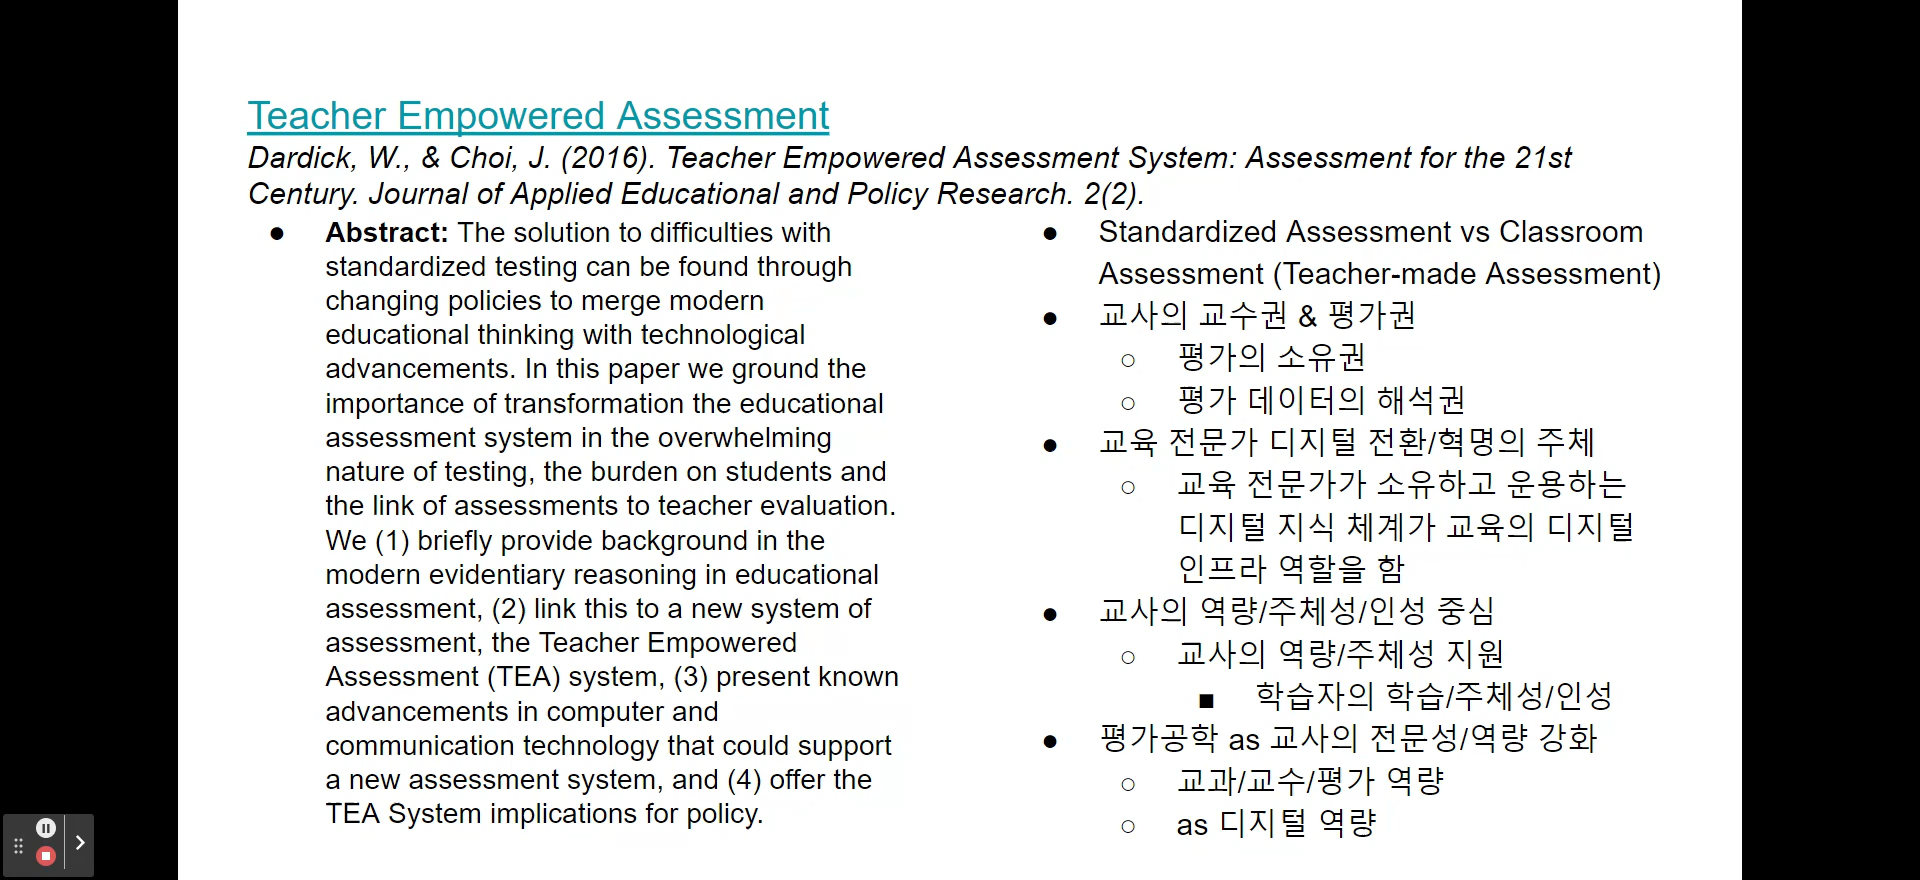 Teacher Empowered Assessment
Dardick, W., & Choi, J. (2016). Teacher Empowered Assessment System: Assessment for the 21st
Century. Journal of Applied Educational and Policy Research. 2(2).
● Abstract: The solution to difficulties with
standardized testing can be found through
changing policies to merge modern
educational thinking with technological
advancements. In this paper we ground the
importance of transformation the educational
assessment system in the overwhelming
nature of testing, the burden on students and
the link of assessments to teacher evaluation.
We (1) briefly provide background in the
modern evidentiary reasoning in educational
assessment, (2) link this to a new system of
assessment, the Teacher Empowered
Assessment (TEA) system, (3) present known
advancements in computer and
communication technology that could support
a new assessment system, and (4) offer the
TEA System implications for policy.
● Standardized Assessment vs Classroom
Assessment (Teacher-made Assessment)
● 교사의 교수권 & 평가권
○ 평가의 소유권
○ 평가 데이터의 해석권
● 교육 전문가 디지털 전환/혁명의 주체
○ 교육 전문가가 소유하고 운용하는
디지털 지식 체계가 교육의 디지털
인프라 역할을 함
● 교사의 역량/주체성/인성 중심
○ 교사의 역량/주체성 지원
■ 학습자의 학습/주체성/인성
● 평가공학 as 교사의 전문성/역량 강화
○ 교과/교수/평가 역량
○ as 디지털 역량